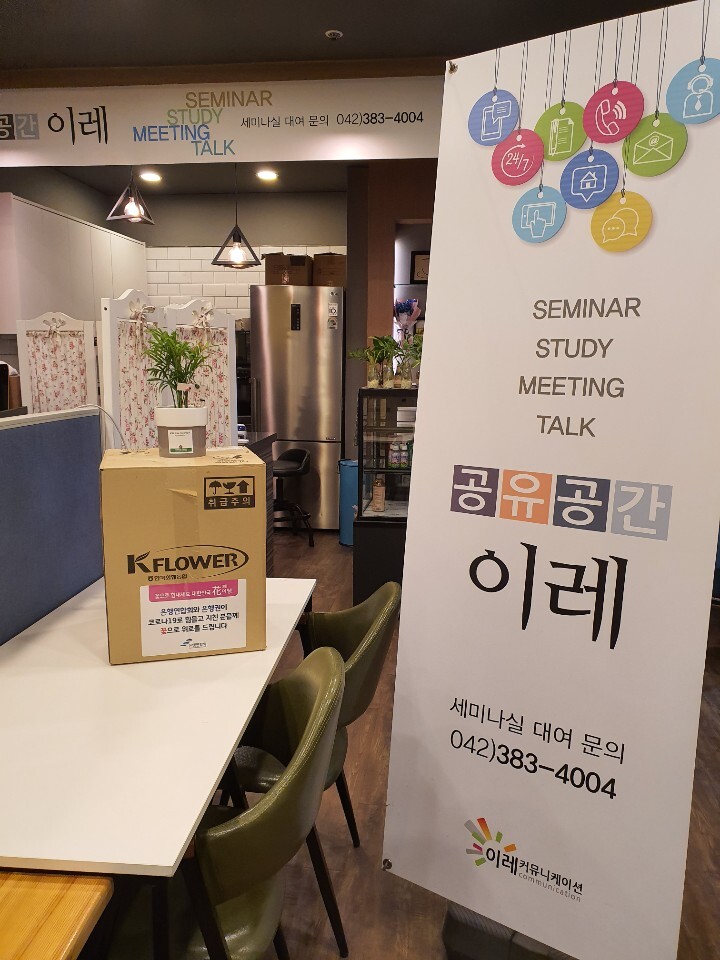 공간 이레
SEMINAR
STUDY
MEETING
TALK
세미나실 대여 문의 042)383-4004
24/7
@
SEMINAR
STUDY
MEETING
TALK
공유공간
이레
세미나실 대여 문의
042)383-4004
이레커뮤니케이션
communication
취급주의
KFLOWER
은행연합회와 은행권이
코로나19로 힘들고 지친 분들께
꽃으로 위로를 드립니다